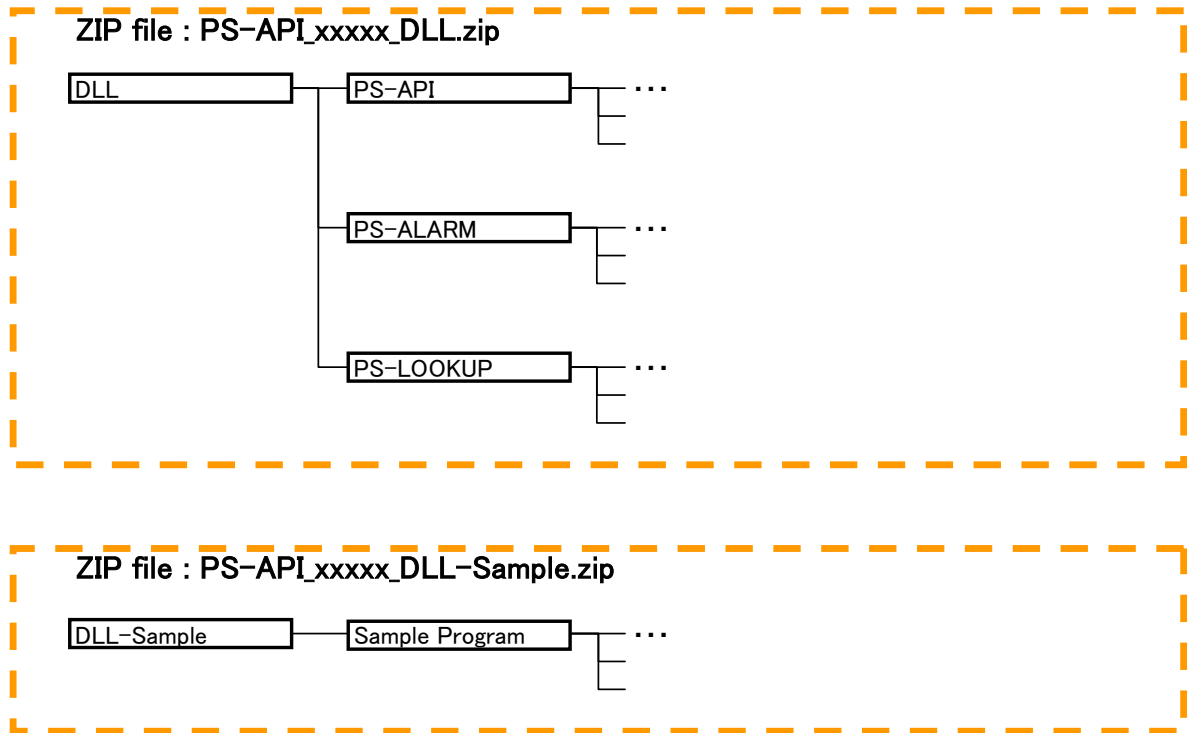 ZIP file : PS-API_xxxxx_DLL.zip
DLL
PS-API
...
PS-ALARM
...
PS-LOOKUP
...
ZIP file : PS-API_xxxxx_DLL-Sample.zip
DLL-Sample
Sample Program
...